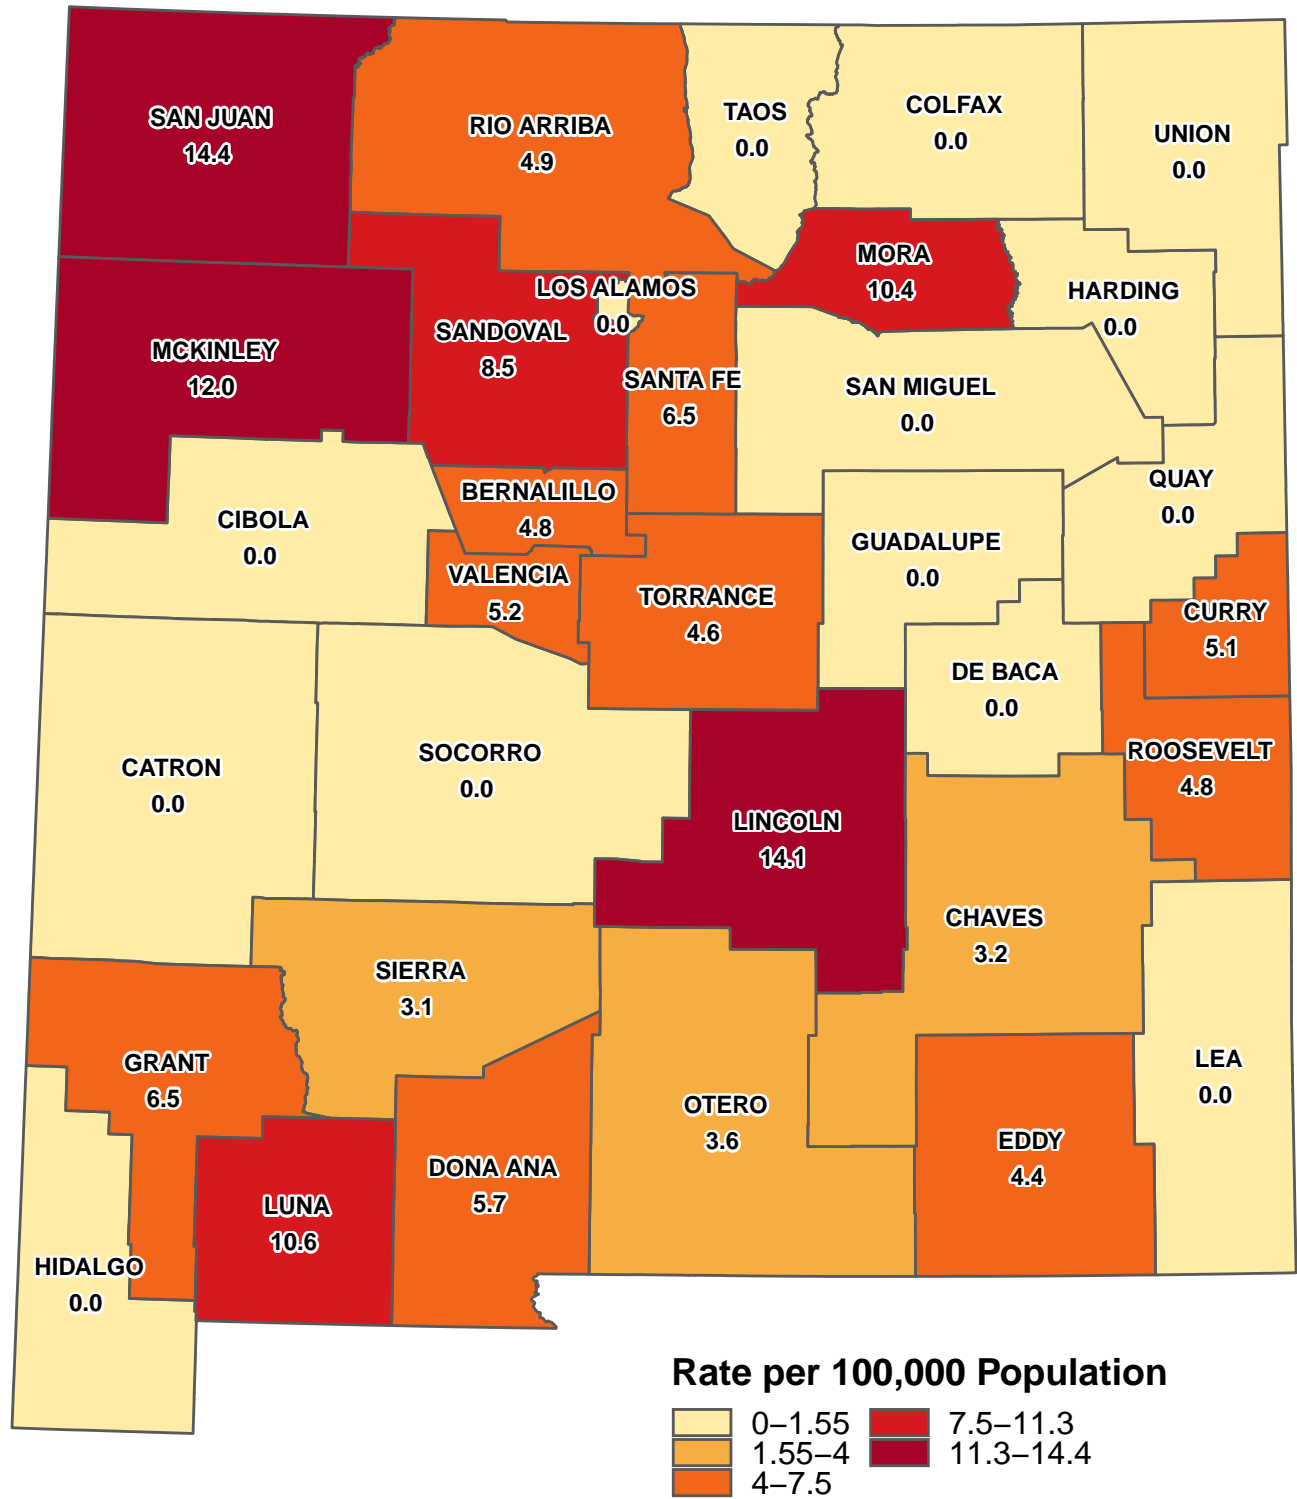 SAN JUAN
14.4
RIO ARRIBA
4.9
TAOS
0.0
COLFAX
0.0
UNION
0.0
MORA
10.4
HARDING
0.0
LOS ALAMOS
0.0
SANDOVAL
8.5
MCKINLEY
12.0
SANTA FE
6.5
SAN MIGUEL
0.0
QUAY
0.0
BERNALILLO
4.8
CIBOLA
0.0
GUADALUPE
0.0
VALENCIA
5.2
TORRANCE
4.6
CURRY
5.1
DE BACA
0.0
ROOSEVELT
4.8
SOCORRO
0.0
CATRON
0.0
LINCOLN
14.1
CHAVES
3.2
SIERRA
3.1
GRANT
6.5
LEA
0.0
OTERO
3.6
EDDY
4.4
DONA ANA
5.7
LUNA
10.6
HIDALGO
0.0
Rate per 100,000 Population
0–1.55
1.55–4
4–7.5
7.5–11.3
11.3–14.4